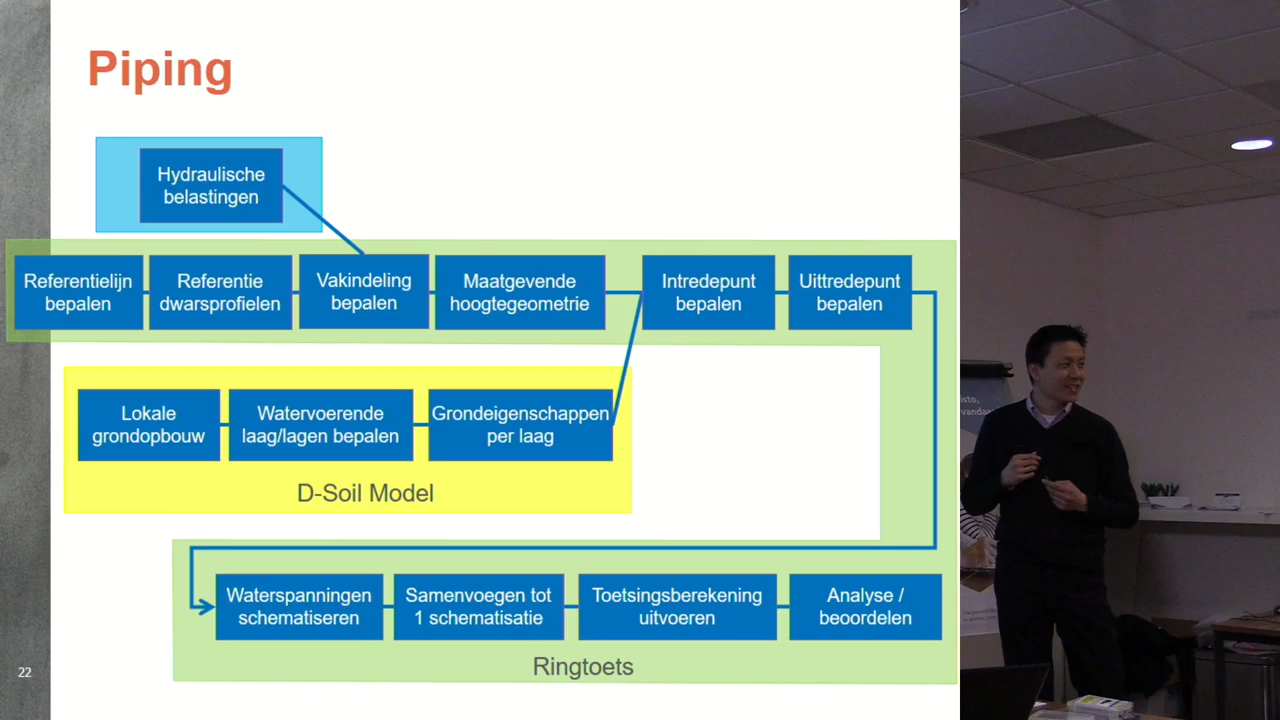 Piping
Hydraulische
belastingen
Referentielijn
bepalen
Referentie
dwarsprofielen
Vakindeling
bepalen
Maatgevende
hoogtegeometrie
Intredepunt
bepalen
Uittredepunt
bepalen
Lokale
grondopbouw
Watervoerende
laag/lagen bepalen
Grondeigenschappen
per laag
D-Soil Model
Waterspanningen
schematiseren
Samenvoegen tot
1 schematisatie
Toetsingsberekening
uitvoeren
Analyse /
beoordelen
Ringtoets
22